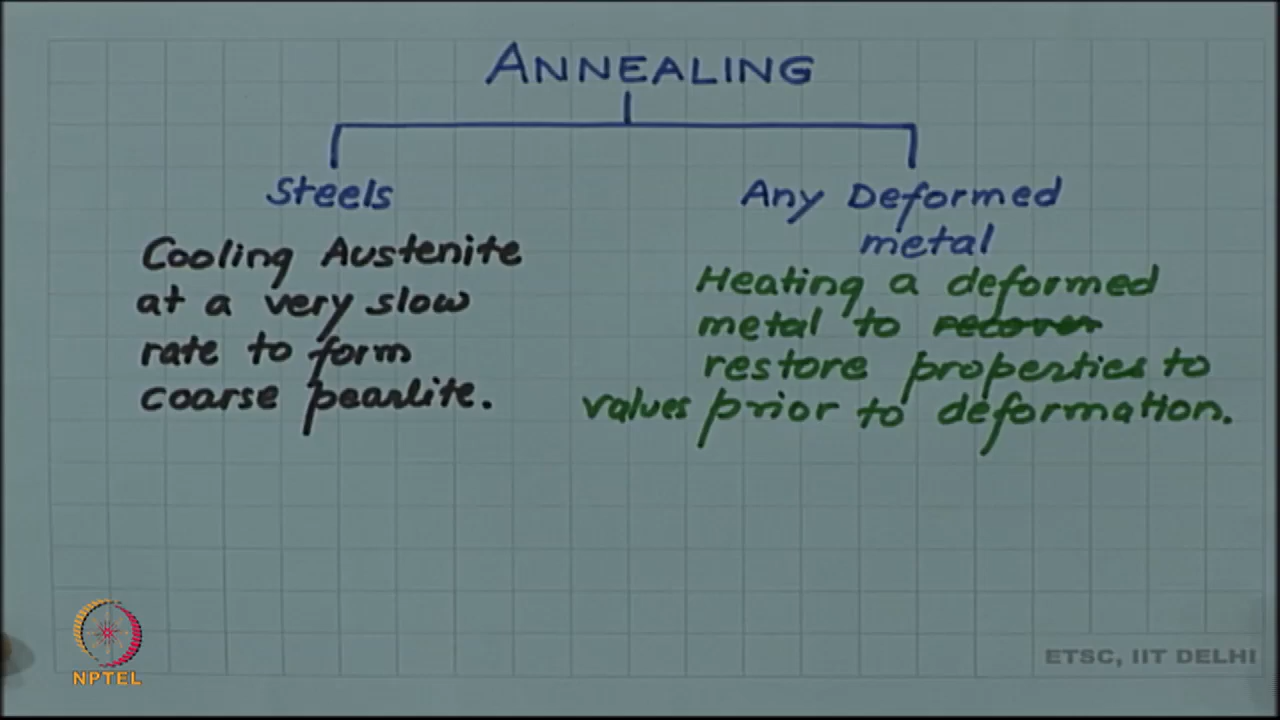 ANNEALING
Steels
Cooling Austenite
at a very slow
rate to form
coarse pearlite.
Any Deformed
metal
Heating a deformed
metal to recover
restore properties to
values prior to deformation.
NPTEL
ETSC, IIT DELHI